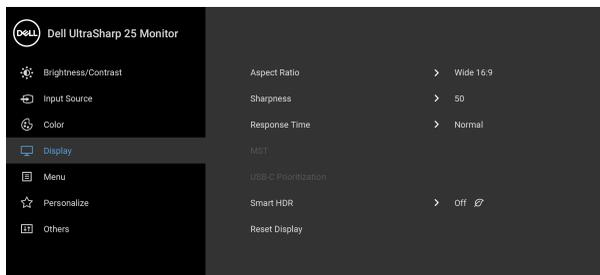 DELL Dell UltraSharp 25 Monitor
Brightness/Contrast
Input Source
Color
Display
Menu
Personalize
Others
Aspect Ratio Wide 16:9
Sharpness 50
Response Time Normal
MST
USB-C Prioritization
Smart HDR Off
Reset Display